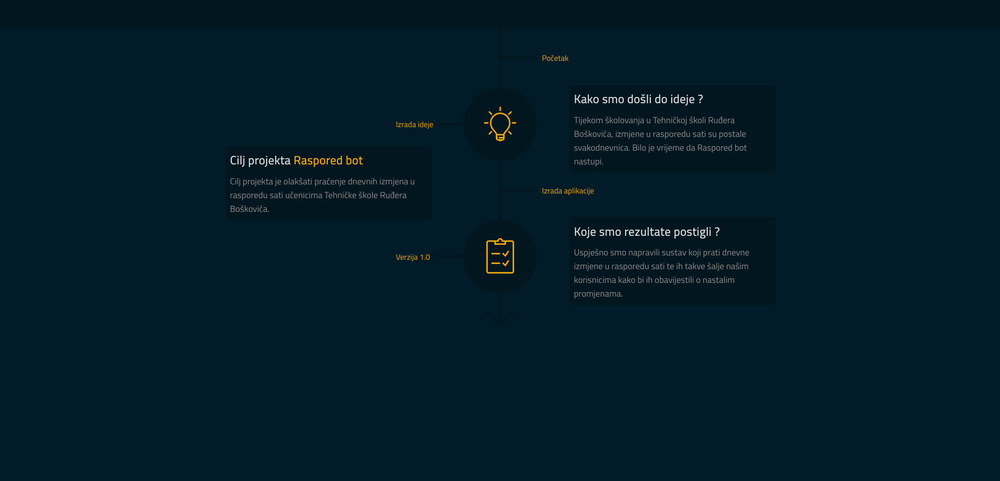 Početak
Kako smo došli do ideje ?
Tijekom školovanja u Tehničkoj školi Ruđera
Boškovića, izmjene u rasporedu sati su postale
svakodnevnica. Bilo je vrijeme da Raspored bot
nastupi.
Izrada ideje
Cilj projekta Raspored bot
Cilj projekta je olakšati praćenje dnevnih izmjena u
rasporedu sati učenicima Tehničke škole Ruđera
Boškovića.
Izrada aplikacije
Koje smo rezultate postigli ?
Uspješno smo napravili sustav koji prati dnevne
izmjene u rasporedu sati te ih takve šalje našim
korisnicima kako bi ih obavijestili o nastalim
promjenama.
Verzija 1.0